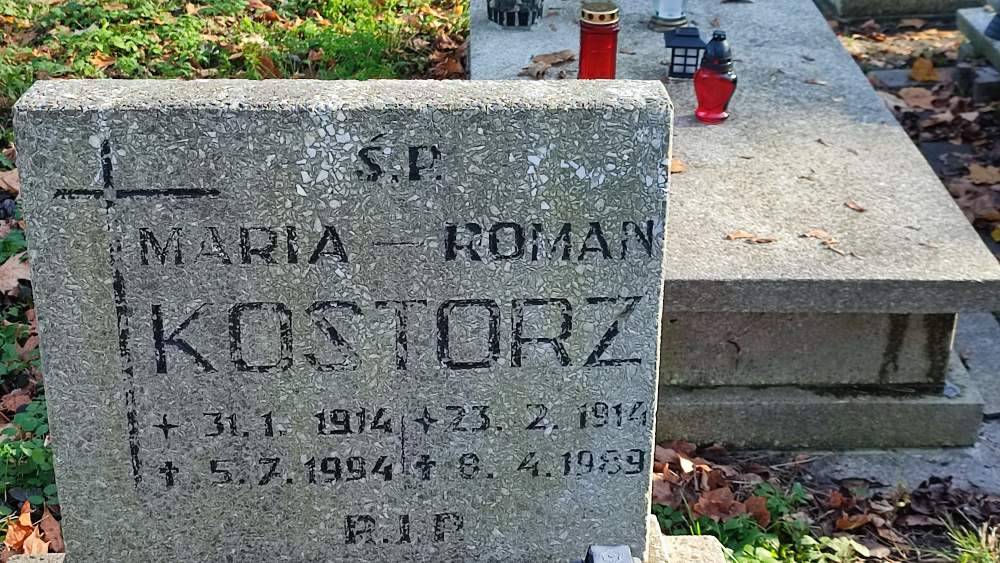 Ś.P.
MARIA — ROMAN
KOSTORZ
+ 31. 1. 1914 + 23. 2. 1914
† 5.7.1994 † 8. 4.1989
R.I P